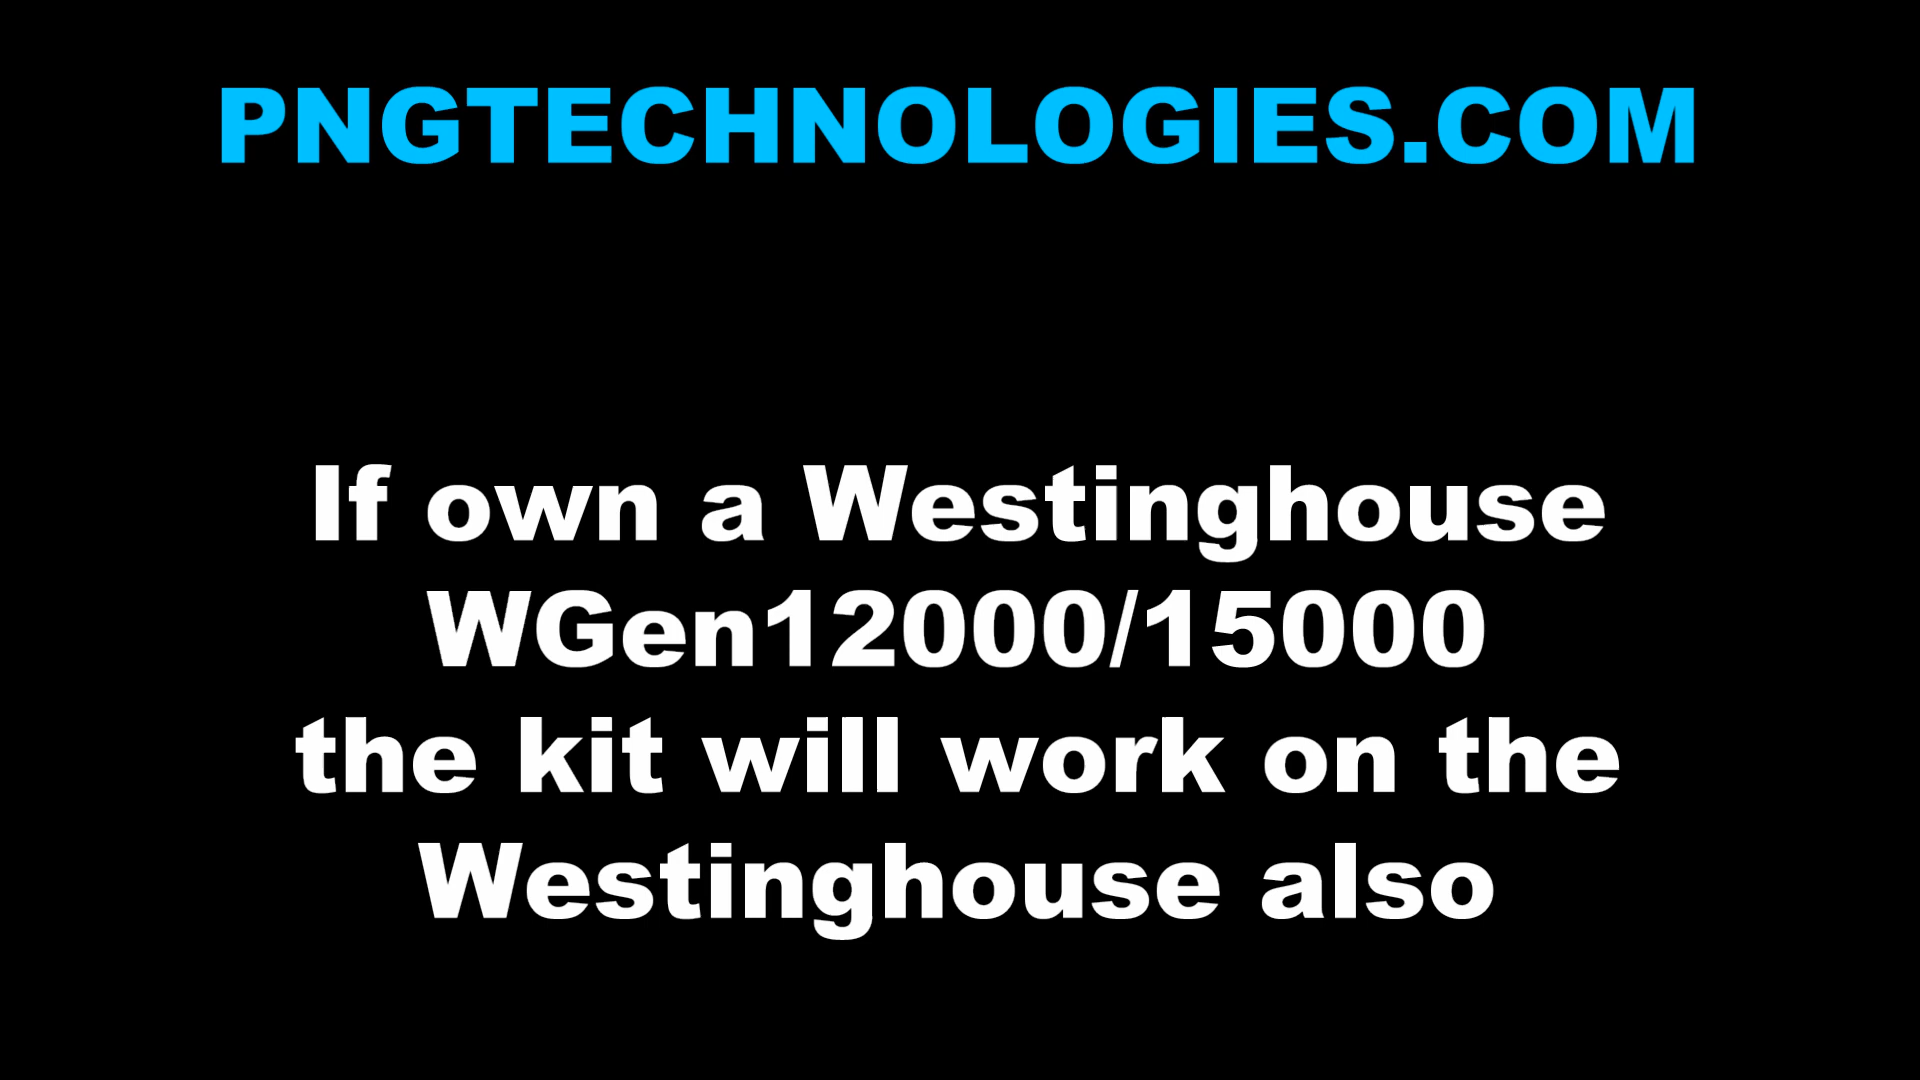 PNGTECHNOLOGIES.COM
If own a Westinghouse
WGen12000/15000
the kit will work on the
Westinghouse also